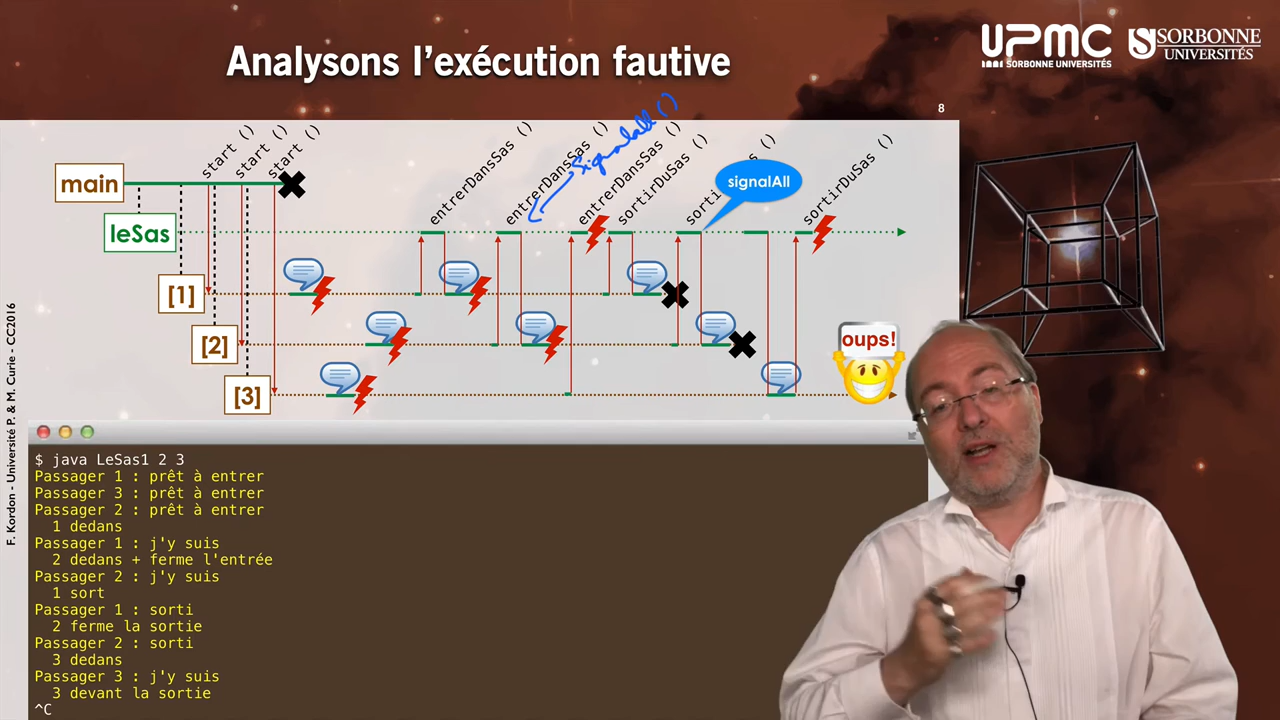 Analysons l'exécution fautive
UPMC
SORBONNE UNIVERSITÉS
SORBONNE
UNIVERSITÉS
8
start ()
start ()
start ()
entrerDansSas ()
entrerDansSas ()
signalall ()
entrerDansSas ()
sortirDuSas ()
signalAll
sortirDuSas ()
main
leSas
[1]
[2]
[3]
oups!
F. Kordon - Université P. & M. Curie - CC2016
$ java LeSas1 2 3
Passager 1 : prêt à entrer
Passager 3 : prêt à entrer
Passager 2 : prêt à entrer
1 dedans
Passager 1 : j'y suis
2 dedans + ferme l'entrée
Passager 2 : j'y suis
1 sort
Passager 1 : sorti
2 ferme la sortie
Passager 2 : sorti
3 dedans
Passager 3 : j'y suis
3 devant la sortie
^C